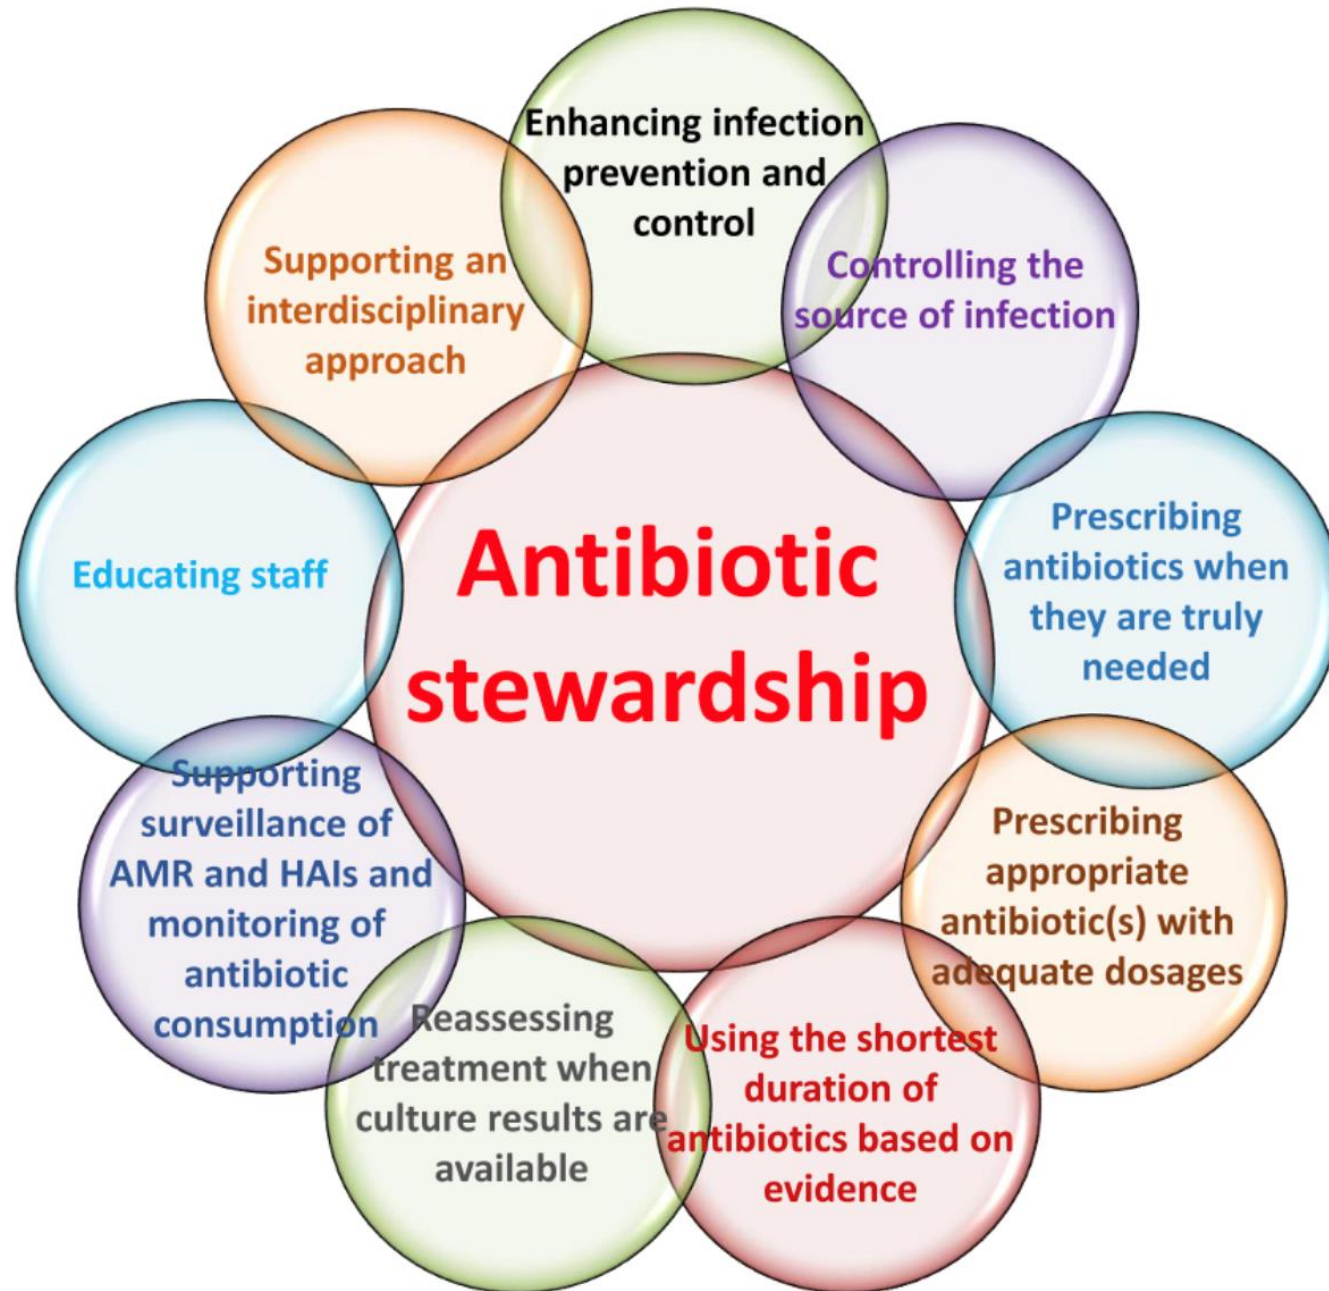 Enhancing infection
prevention and
control
Controlling the
source of infection
Prescribing
antibiotics when
they are truly
needed
Prescribing
appropriate
antibiotic(s) with
adequate dosages
Using the shortest
duration of
antibiotics based on
evidence
Reassessing
treatment when
culture results are
available
Supporting
surveillance of
AMR and HAIs and
monitoring of
antibiotic
consumption
Educating staff
Supporting an
interdisciplinary
approach
Antibiotic
stewardship